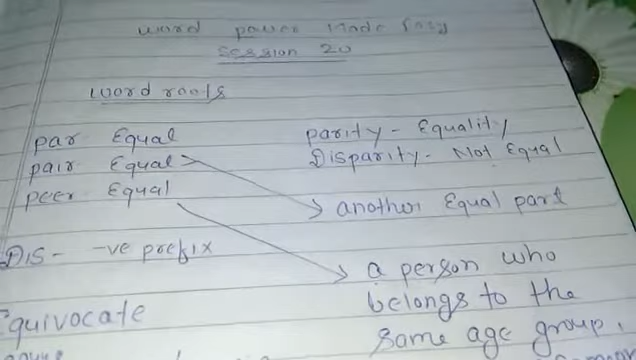 word power Made Easy
Session 20
word roots
par Equal
parity - Equality
pair Equal
Disparity - Not Equal
peer Equal
another Equal part
DIS - -ve prefix
a person who
belongs to the
Equivocate
same age group.